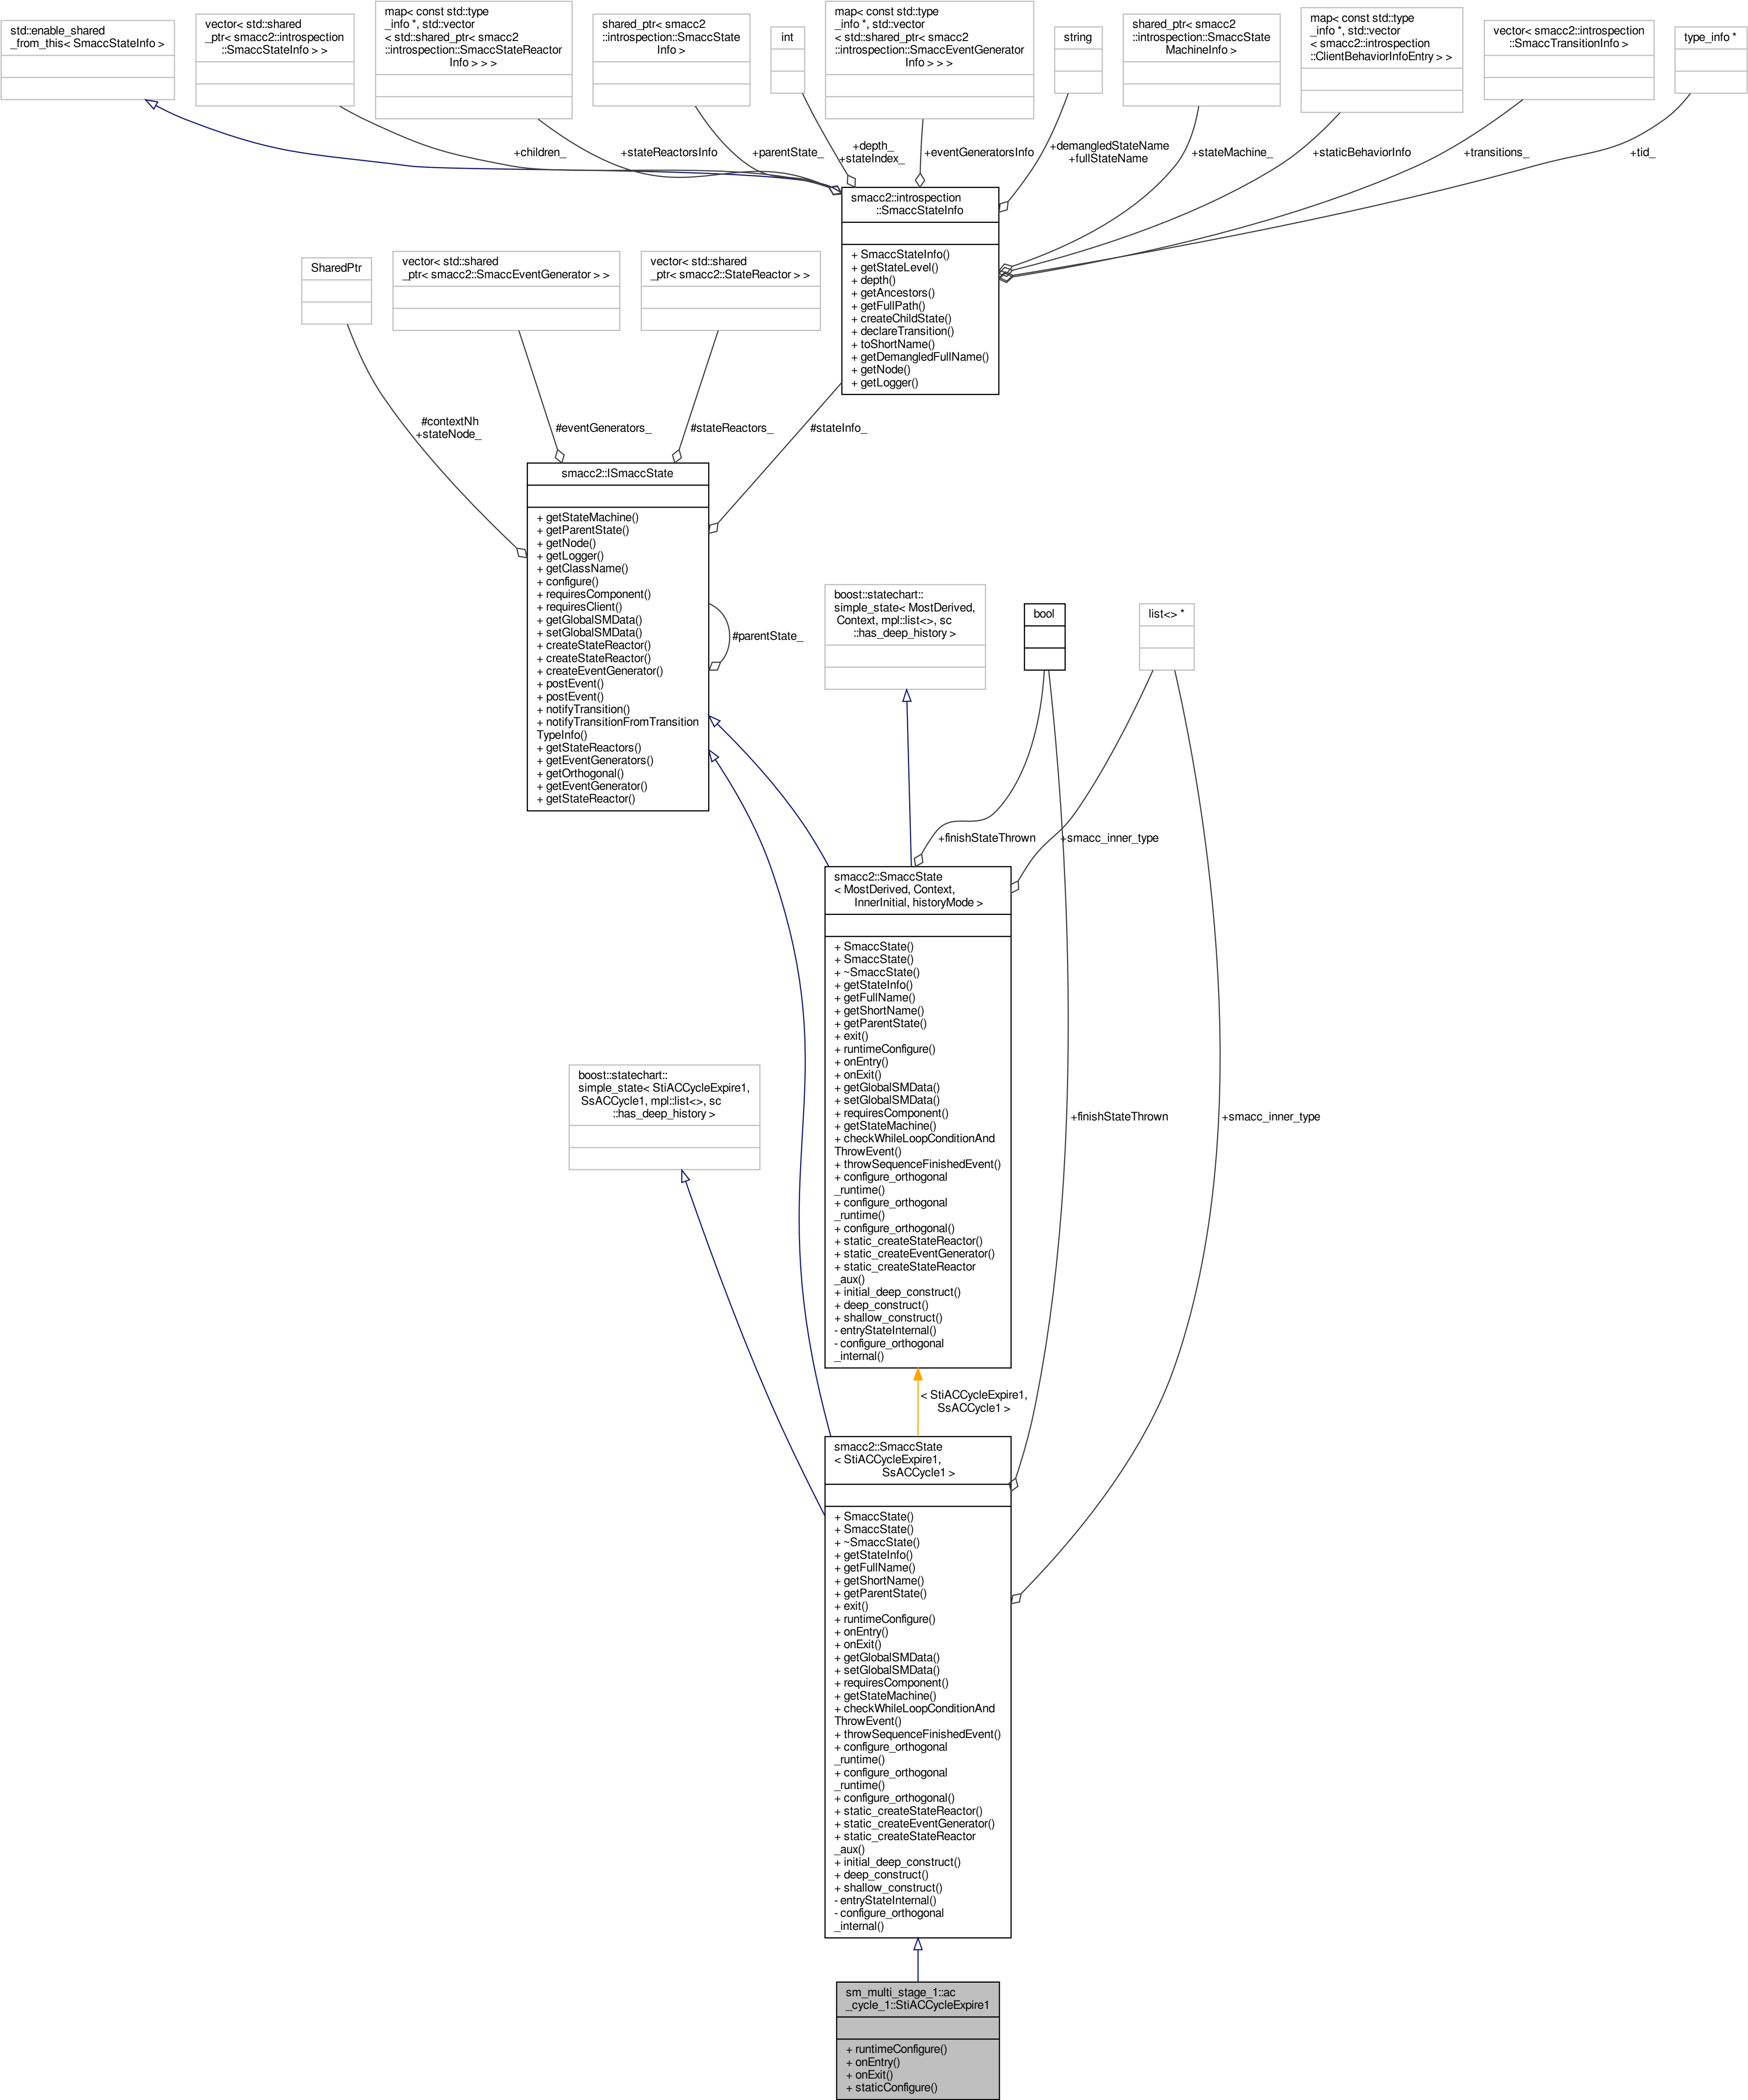 std::enable_shared
_from_this< SmaccStateInfo >
vector< std::shared
_ptr< smacc2::introspection
::SmaccStateInfo > >
map< const std::type
_info *, std::vector
< std::shared_ptr< smacc2
::introspection::SmaccStateReactor
Info > > >
shared_ptr< smacc2
::introspection::SmaccState
Info >
int
map< const std::type
_info *, std::vector
< std::shared_ptr< smacc2
::introspection::SmaccEventGenerator
Info > > >
string
shared_ptr< smacc2
::introspection::SmaccState
MachineInfo >
map< const std::type
_info *, std::vector
< smacc2::introspection
::ClientBehaviorInfoEntry > >
vector< smacc2::introspection
::SmaccTransitionInfo >
type_info *
+children_
+stateReactorsInfo
+parentState_
+depth_
+stateIndex_
+eventGeneratorsInfo
+demangledStateName
+fullStateName
+stateMachine_
+staticBehaviorInfo
+transitions_
+tid_
smacc2::introspection
::SmaccStateInfo
+ SmaccStateInfo()
+ getStateLevel()
+ depth()
+ getAncestors()
+ getFullPath()
+ createChildState()
+ declareTransition()
+ toShortName()
+ getDemangledFullName()
+ getNode()
+ getLogger()
SharedPtr
vector< std::shared
_ptr< smacc2::SmaccEventGenerator > >
vector< std::shared
_ptr< smacc2::StateReactor > >
#contextNh
+stateNode_
#eventGenerators_
#stateReactors_
#stateInfo_
smacc2::ISmaccState
+ getStateMachine()
+ getParentState()
+ getNode()
+ getLogger()
+ getClassName()
+ configure()
+ requiresComponent()
+ requiresClient()
+ getGlobalSMData()
+ setGlobalSMData()
+ createStateReactor()
+ createStateReactor()
+ createEventGenerator()
+ postEvent()
+ postEvent()
+ notifyTransition()
+ notifyTransitionFromTransition
TypeInfo()
+ getStateReactors()
+ getEventGenerators()
+ getOrthogonal()
+ getEventGenerator()
+ getStateReactor()
#parentState_
boost::statechart::
simple_state< MostDerived,
Context, mpl::list<>, sc
::has_deep_history >
bool
list<> *
+finishStateThrown
+smacc_inner_type
smacc2::SmaccState
< MostDerived, Context,
InnerInitial, historyMode >
+ SmaccState()
+ SmaccState()
+ ~SmaccState()
+ getStateInfo()
+ getFullName()
+ getShortName()
+ getParentState()
+ exit()
+ runtimeConfigure()
+ onEntry()
+ onExit()
+ getGlobalSMData()
+ setGlobalSMData()
+ requiresComponent()
+ getStateMachine()
+ checkWhileLoopConditionAnd
ThrowEvent()
+ throwSequenceFinishedEvent()
+ configure_orthogonal
_runtime()
+ configure_orthogonal
_runtime()
+ configure_orthogonal()
+ static_createStateReactor()
+ static_createEventGenerator()
+ static_createStateReactor
_aux()
+ initial_deep_construct()
+ deep_construct()
+ shallow_construct()
- entryStateInternal()
- configure_orthogonal
_internal()
boost::statechart::
simple_state< StiACCycleExpire1,
SsACCycle1, mpl::list<>, sc
::has_deep_history >
+finishStateThrown
+smacc_inner_type
< StiACCycleExpire1,
SsACCycle1 >
smacc2::SmaccState
< StiACCycleExpire1,
SsACCycle1 >
+ SmaccState()
+ SmaccState()
+ ~SmaccState()
+ getStateInfo()
+ getFullName()
+ getShortName()
+ getParentState()
+ exit()
+ runtimeConfigure()
+ onEntry()
+ onExit()
+ getGlobalSMData()
+ setGlobalSMData()
+ requiresComponent()
+ getStateMachine()
+ checkWhileLoopConditionAnd
ThrowEvent()
+ throwSequenceFinishedEvent()
+ configure_orthogonal
_runtime()
+ configure_orthogonal
_runtime()
+ configure_orthogonal()
+ static_createStateReactor()
+ static_createEventGenerator()
+ static_createStateReactor
_aux()
+ initial_deep_construct()
+ deep_construct()
+ shallow_construct()
- entryStateInternal()
- configure_orthogonal
_internal()
sm_multi_stage_1::ac
_cycle_1::StiACCycleExpire1
+ runtimeConfigure()
+ onEntry()
+ onExit()
+ staticConfigure()